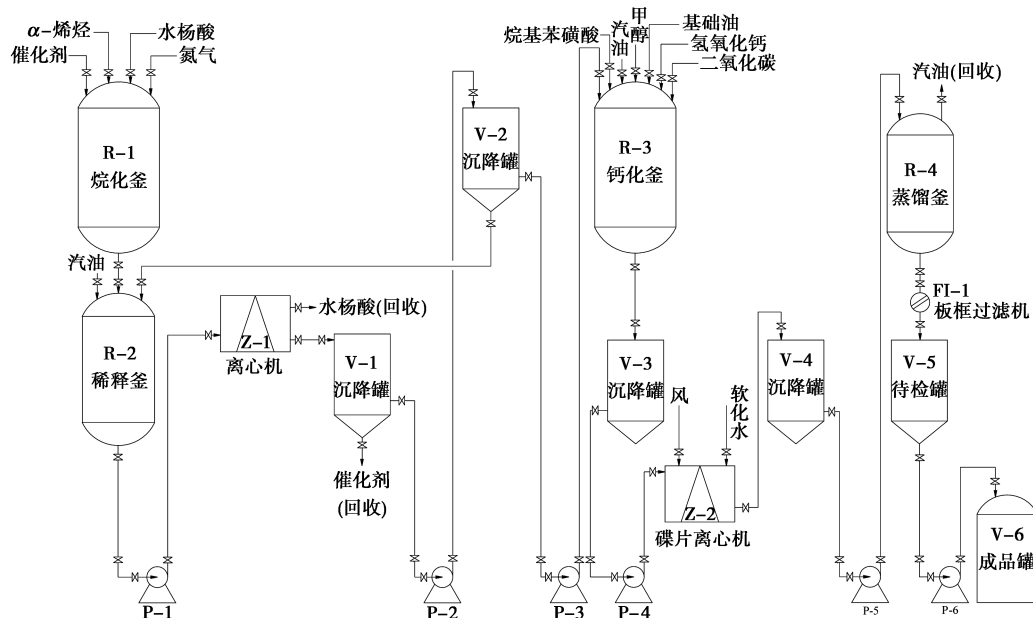 α-烯烃
水杨酸
催化剂
氮气
R-1
烷化釜
汽油
R-2
稀释釜
P-1
Z-1
离心机
水杨酸(回收)
V-1
沉降罐
催化剂
(回收)
P-2
V-2
沉降罐
P-3
烷基苯磺酸
汽油
甲醇
基础油
氢氧化钙
二氧化碳
R-3
钙化釜
V-3
沉降罐
P-4
风
软化水
Z-2
碟片离心机
V-4
沉降罐
P-5
汽油(回收)
R-4
蒸馏釜
FI-1
板框过滤机
V-5
待检罐
P-6
V-6
成品罐